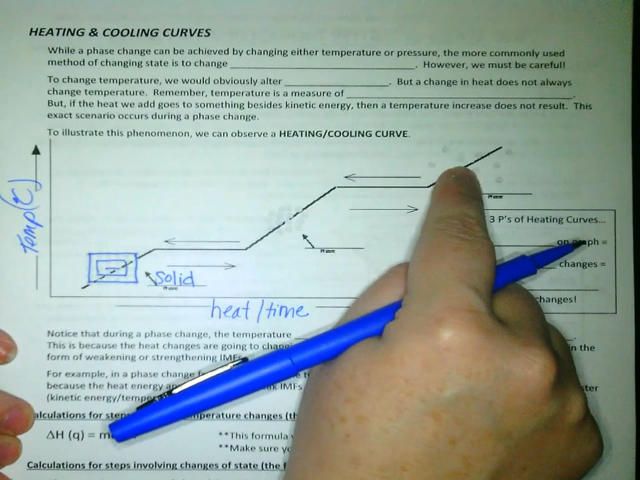 HEATING & COOLING CURVES
While a phase change can be achieved by changing either temperature or pressure, the more commonly used
method of changing state is to change ____________. However, we must be careful!
To change temperature, we would obviously alter ____________. But a change in heat does not always
change temperature. Remember, temperature is a measure of ____________.
But, if the heat we add goes to something besides kinetic energy, then a temperature increase does not result. This
exact scenario occurs during a phase change.
To illustrate this phenomenon, we can observe a HEATING/COOLING CURVE.
Temp(°C)
Phase
3 P's of Heating Curves...
on graph =
changes =
solid
Phase
Phase
changes!
heat/time
Notice that during a phase change, the temperature
This is because the heat changes are going to in the
form of weakening or strengthening IMFs
For example, in a phase change
because the heat energy IMFs
(kinetic energy/
Calculations for steps temperature changes
ΔH (q) =
**This formula
**Make
Calculations for steps involving changes of state (the